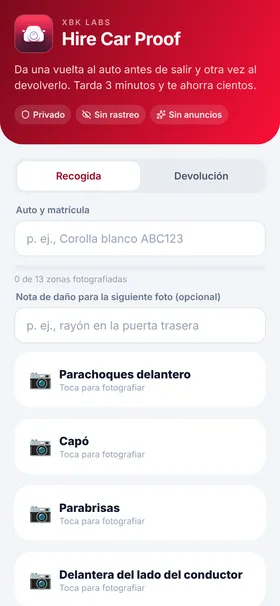 XBK LABS
Hire Car Proof
Da una vuelta al auto antes de salir y otra vez al
devolverlo. Tarda 3 minutos y te ahorra cientos.
Privado
Sin rastreo
Sin anuncios
Recogida
Devolución
Auto y matrícula
p. ej., Corolla blanco ABC123
0 de 13 zonas fotografiadas
Nota de daño para la siguiente foto (opcional)
p. ej., rayón en la puerta trasera
Parachoques delantero
Toca para fotografiar
Capó
Toca para fotografiar
Parabrisas
Toca para fotografiar
Delantera del lado del conductor
Toca para fotografiar